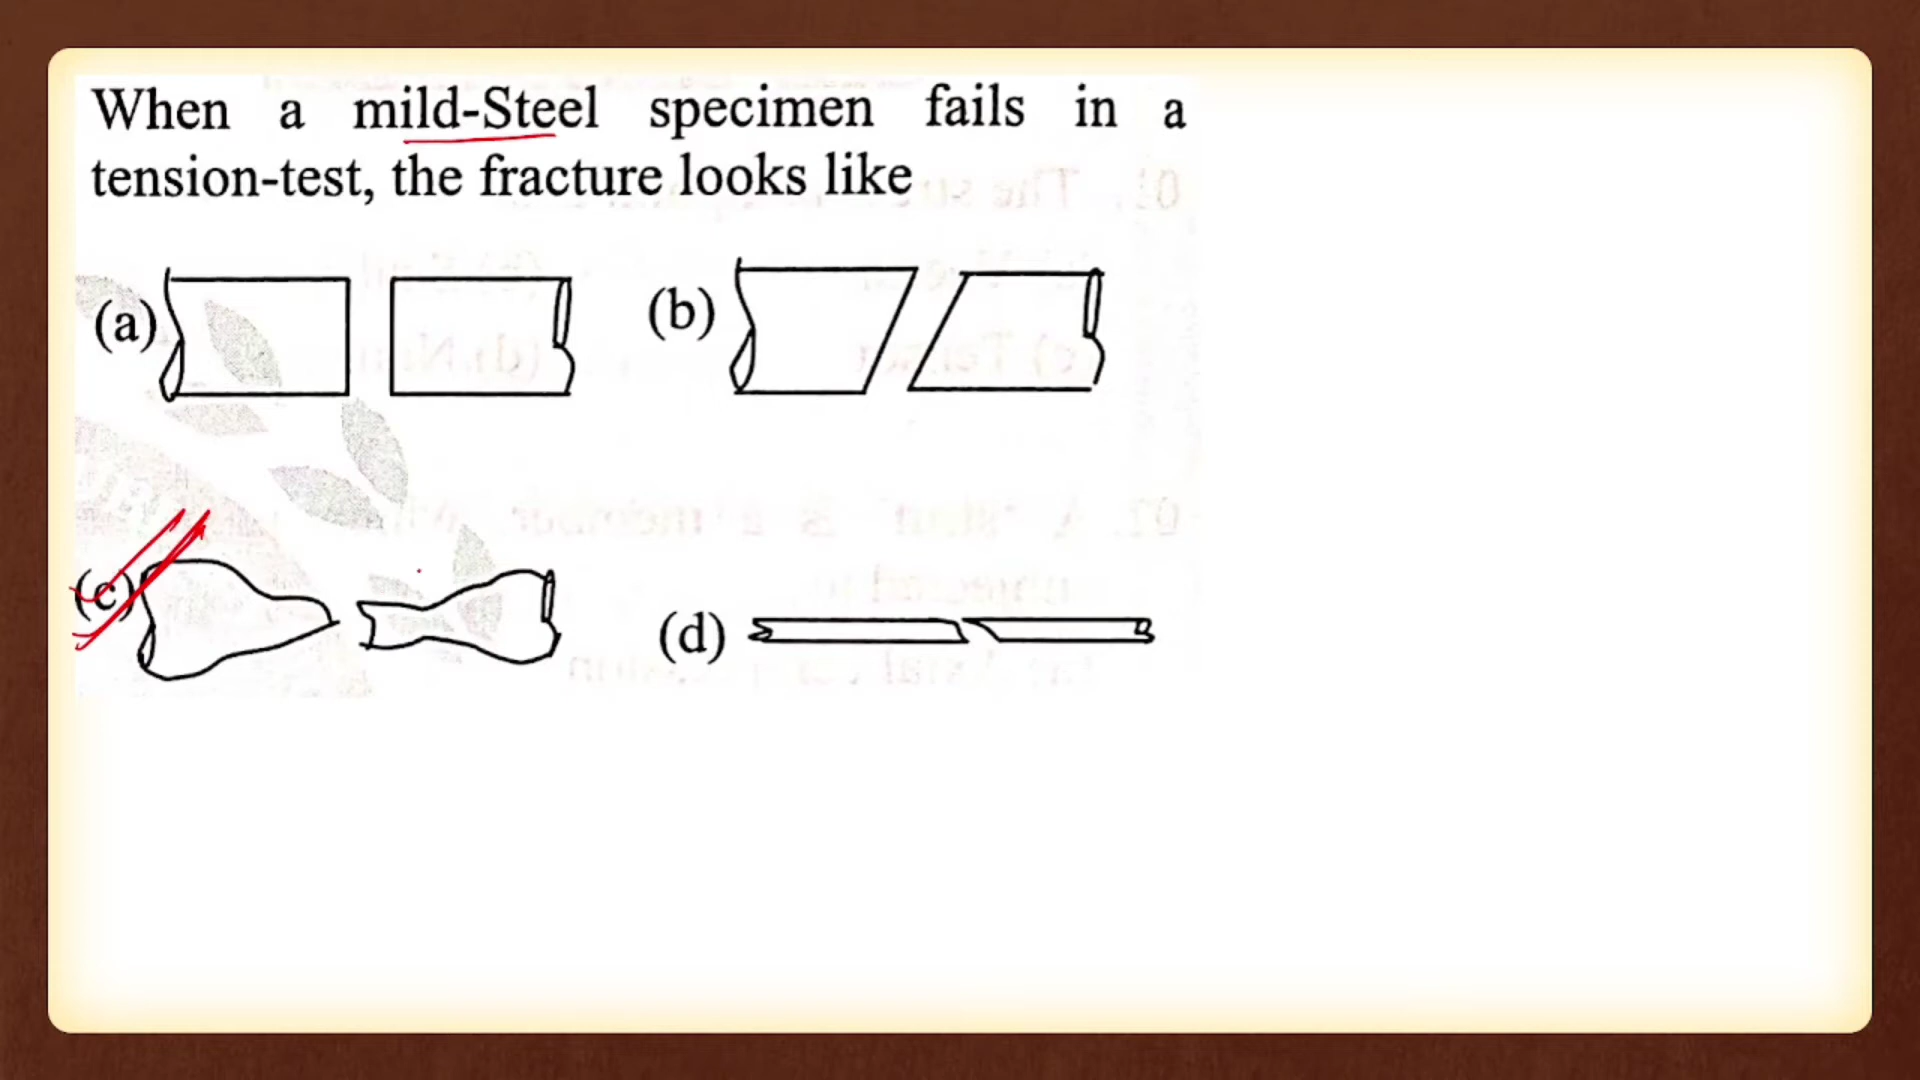 When a mild-Steel specimen fails in a
tension-test, the fracture looks like
(a)
(b)
(c)
(d)